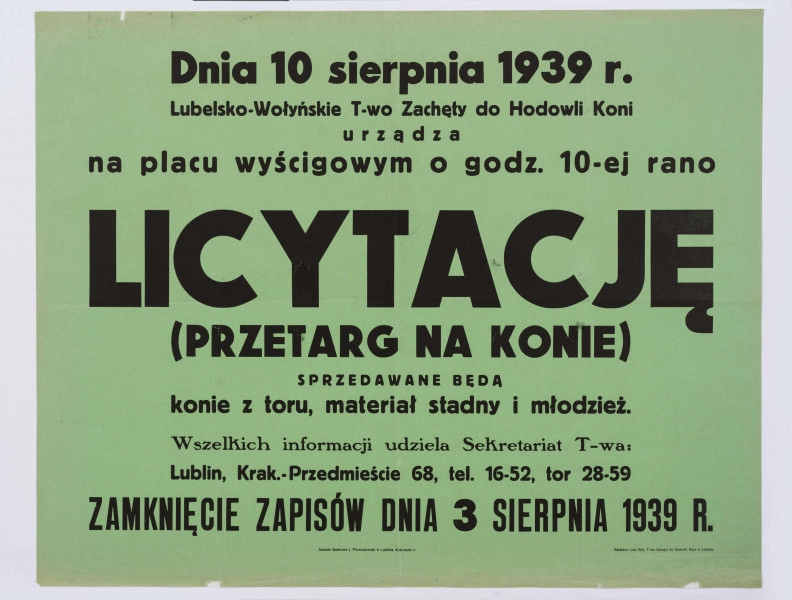 Dnia 10 sierpnia 1939 r.
Lubelsko-Wołyńskie T-wo Zachęty do Hodowli Koni
urządza
na placu wyścigowym o godz. 10-ej rano
LICYTACJĘ
(PRZETARG NA KONIE)
SPRZEDAWANE BĘDĄ
konie z toru, materiał stadny i młodzież.
Wszelkich informacji udziela Sekretariat T-wa:
Lublin, Krak.-Przedmieście 68, tel. 16-52, tor 28-59
ZAMKNIĘCIE ZAPISÓW DNIA 3 SIERPNIA 1939 R.